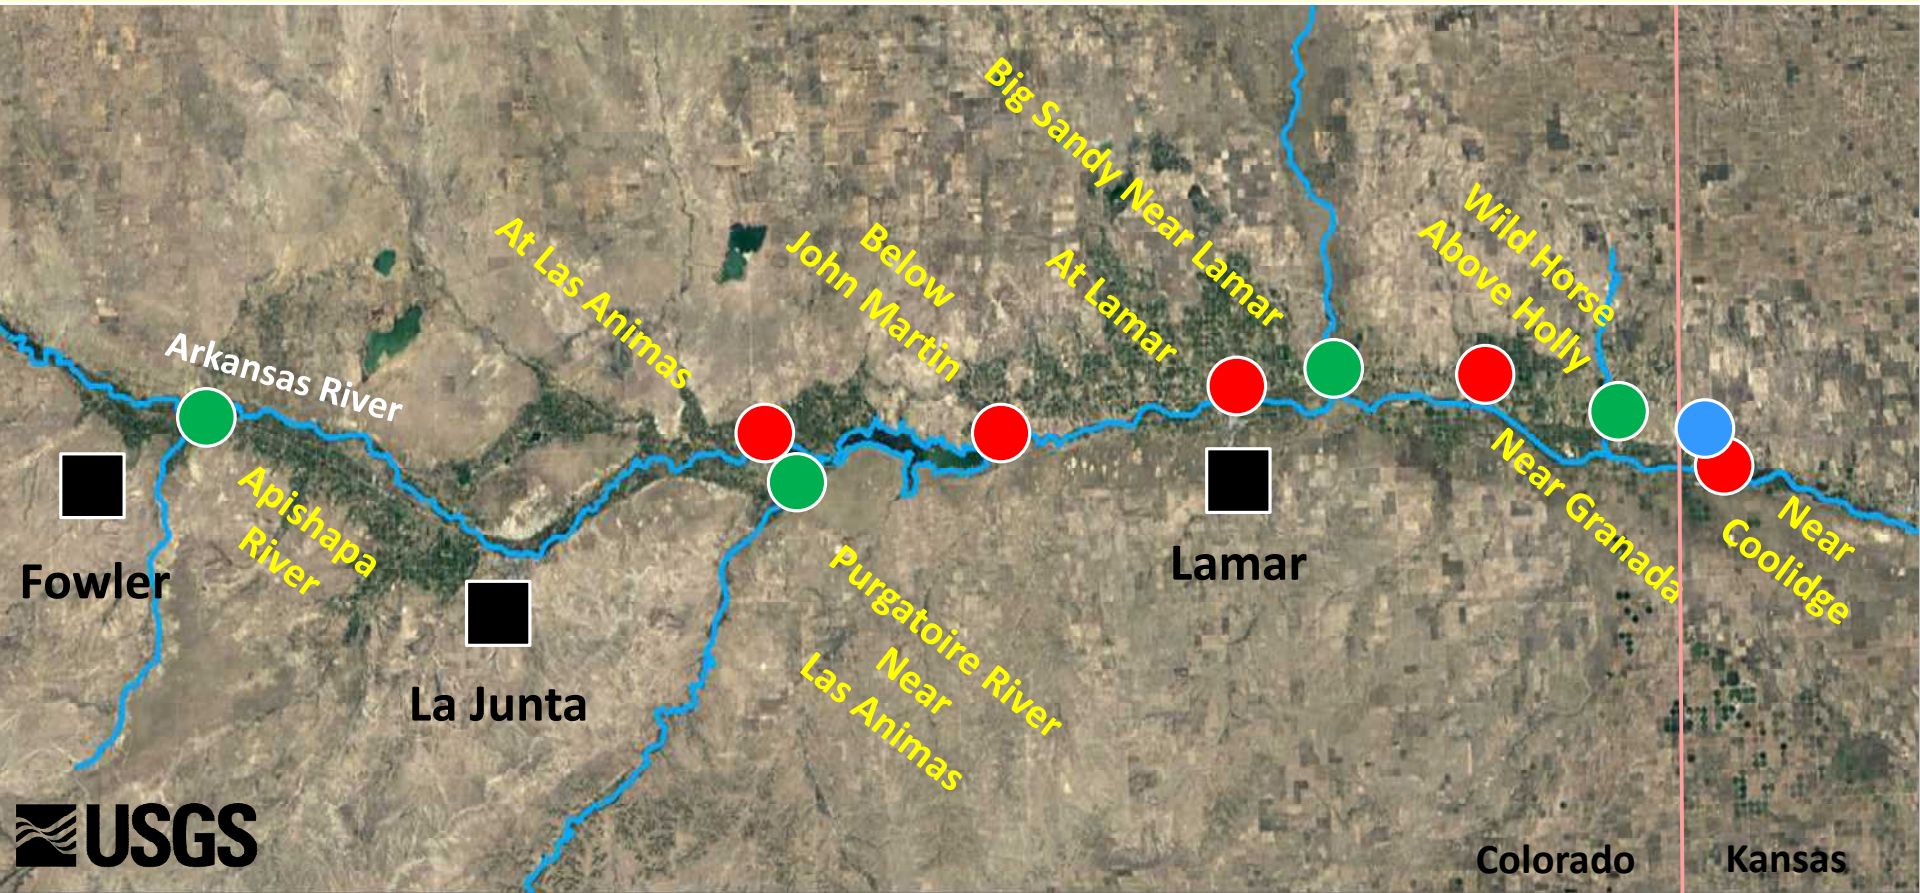 Big Sandy Near Lamar
Wild Horse
Above Holly
At Las Animas
Below
John Martin
At Lamar
Arkansas River
Apishapa
River
Near Granada
Near
Coolidge
Fowler
La Junta
Lamar
Purgatoire River
Near
Las Animas
USGS
Colorado
Kansas